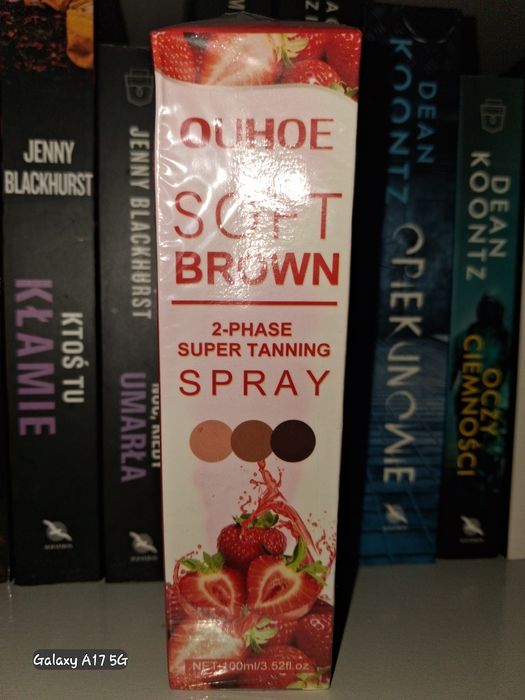 JENNY
BLACKHURST
KTOŚ TU
KŁAMIE
JENNY BLACKHURST
UMARŁA
OUHOE
SOFT
BROWN
2-PHASE
SUPER TANNING
SPRAY
NET:100ml/3.52fl.oz
DEAN
KOONTZ
OPIEKUNOWIE
DEAN
KOONTZ
OCZY
CIEMNOŚCI
Galaxy A17 5G